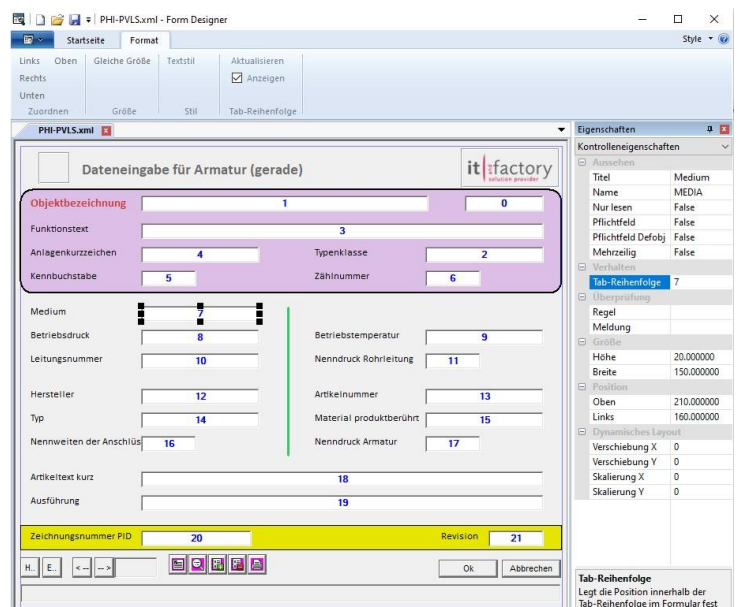 PHI-PVLS.xml - Form Designer
Startseite Format Style
Links Oben Gleiche Größe Textstil Aktualisieren
Rechts Anzeigen
Unten
Zuordnen Größe Stil Tab-Reihenfolge
PHI-PVLS.xml
Dateneingabe für Armatur (gerade)
it factory
solution provider
Objektbezeichnung 1 0
Funktionstext 3
Anlagenkurzzeichen 4 Typenklasse 2
Kennbuchstabe 5 Zählnummer 6
Medium 7
Betriebsdruck 8 Betriebstemperatur 9
Leitungsnummer 10 Nenndruck Rohrleitung 11
Hersteller 12 Artikelnummer 13
Typ 14 Material produktberührt 15
Nennweiten der Anschlüs 16 Nenndruck Armatur 17
Artikeltext kurz 18
Ausführung 19
Zeichnungsnummer PID 20 Revision 21
H.. E.. <-- --> Ok Abbrechen
Eigenschaften
Kontrolleneigenschaften
Aussehen
Titel Medium
Name MEDIA
Nur lesen False
Pflichtfeld False
Pflichtfeld Defobj False
Mehrzeilig False
Verhalten
Tab-Reihenfolge 7
Überprüfung
Regel
Meldung
Größe
Höhe 20.000000
Breite 150.000000
Position
Oben 210.000000
Links 160.000000
Dynamisches Layout
Verschiebung X 0
Verschiebung Y 0
Skalierung X 0
Skalierung Y 0
Tab-Reihenfolge
Legt die Position innerhalb der
Tab-Reihenfolge im Formular fest